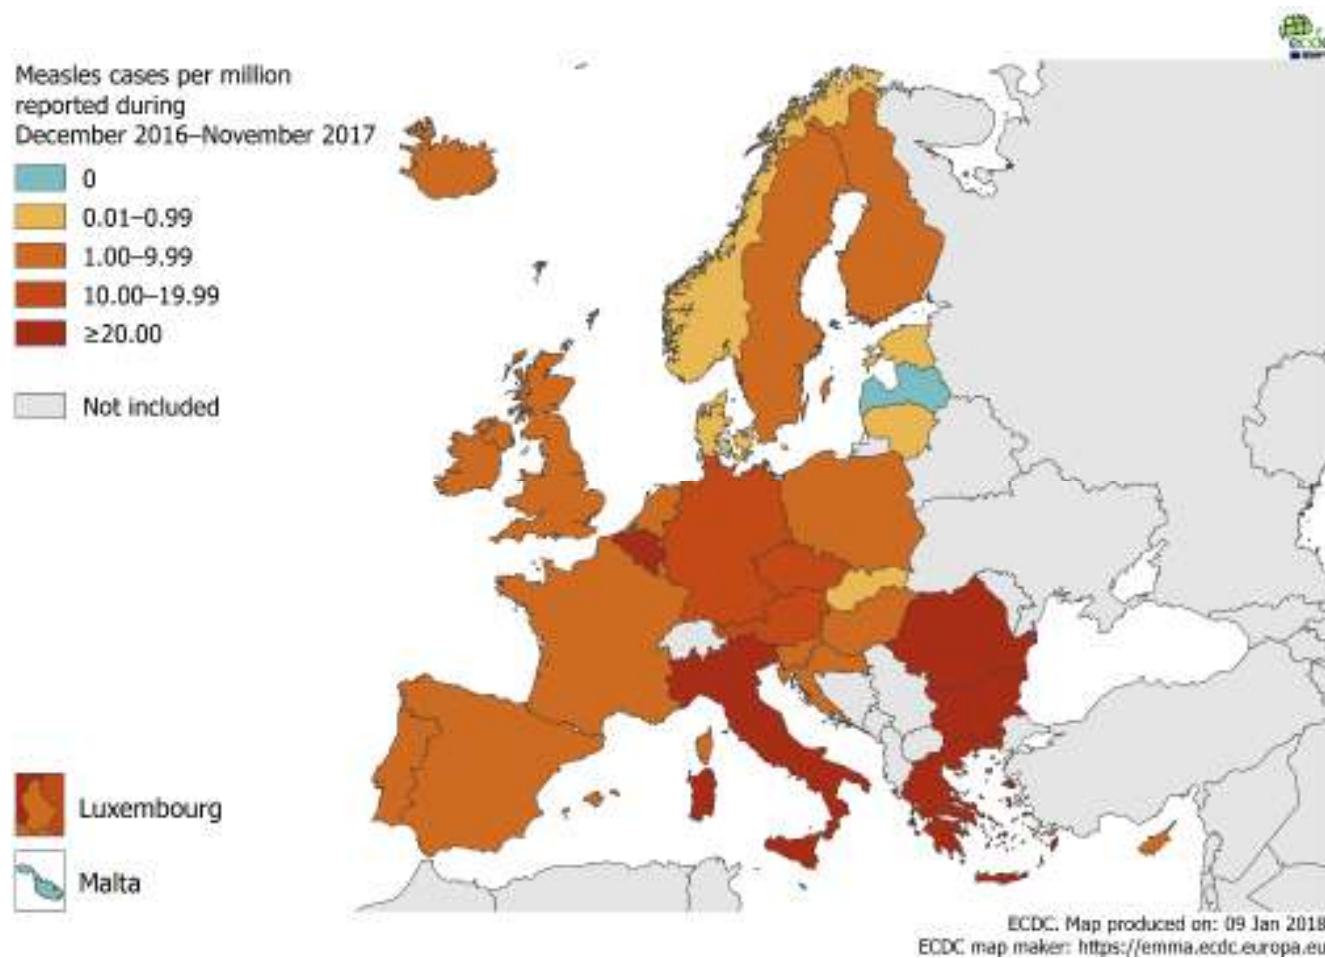 Measles cases per million
reported during
December 2016–November 2017
0
0.01–0.99
1.00–9.99
10.00–19.99
≥20.00
Not included
Luxembourg
Malta
ECDC. Map produced on: 09 Jan 2018
ECDC map maker: https://emma.ecdc.europa.eu